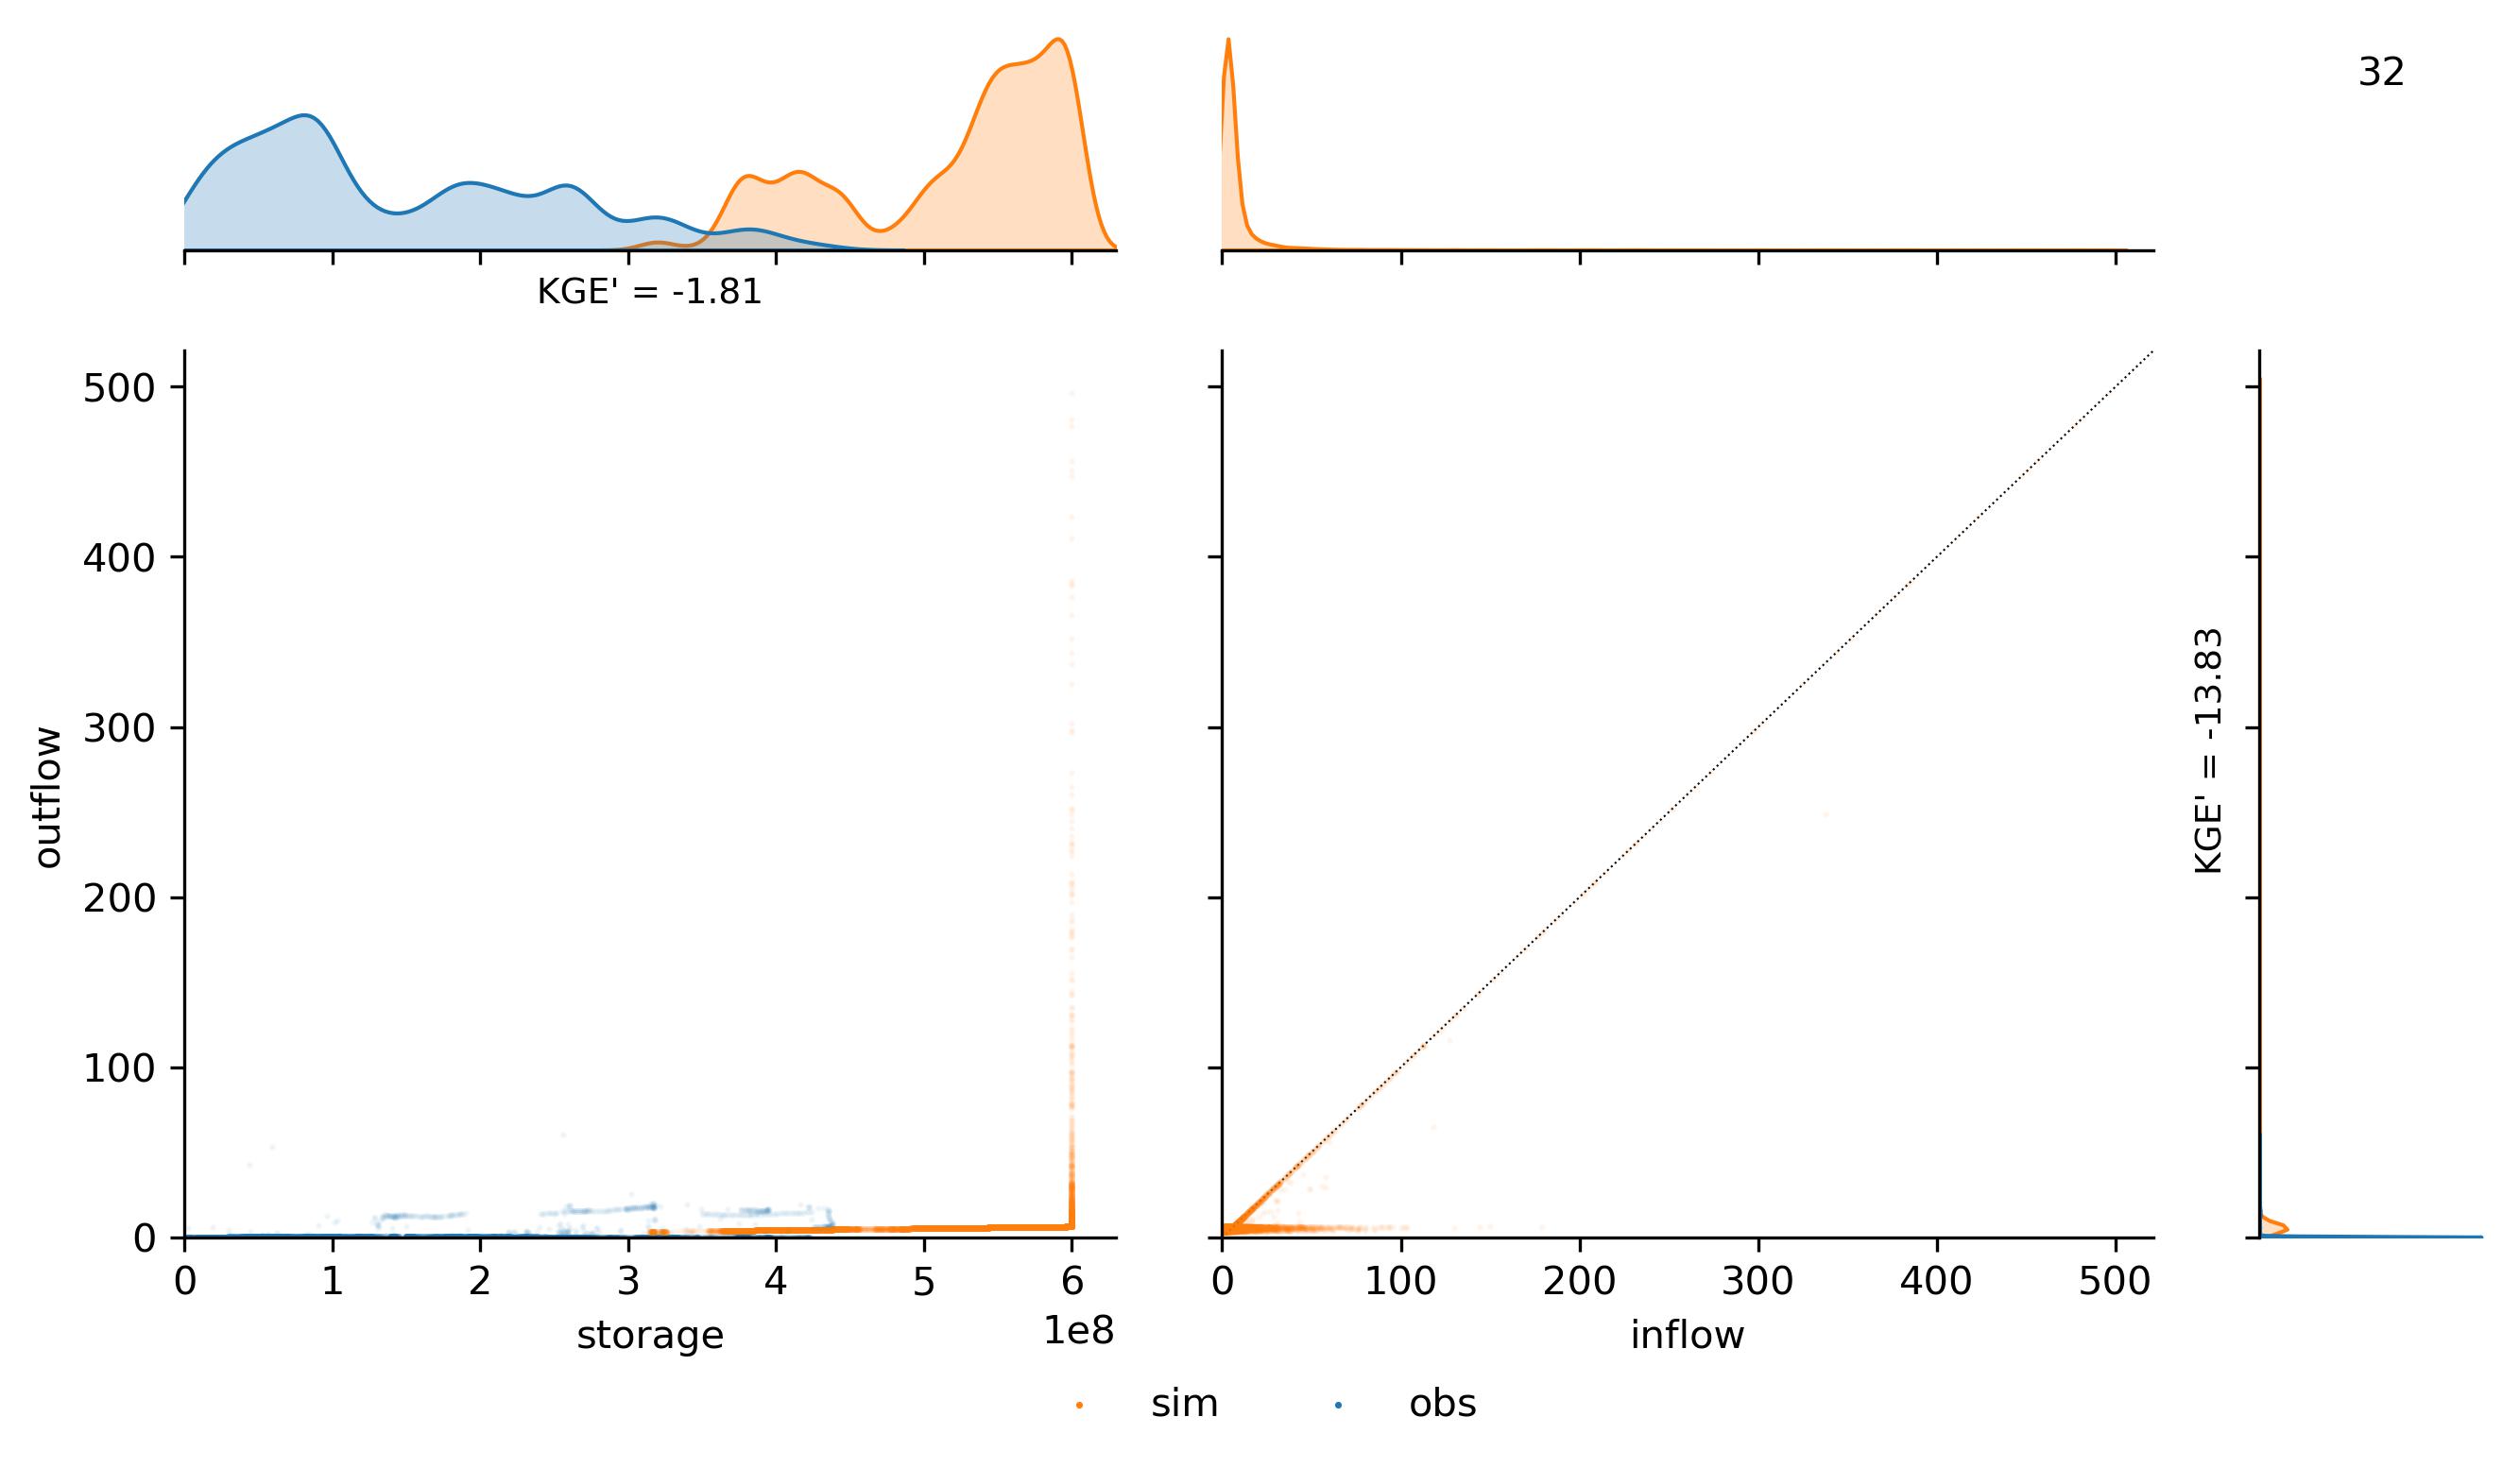 32
KGE' = -1.81
500
400
300
200
100
0
outflow
0 1 2 3 4 5 6
1e8
storage
0 100 200 300 400 500
inflow
KGE' = -13.83
sim obs